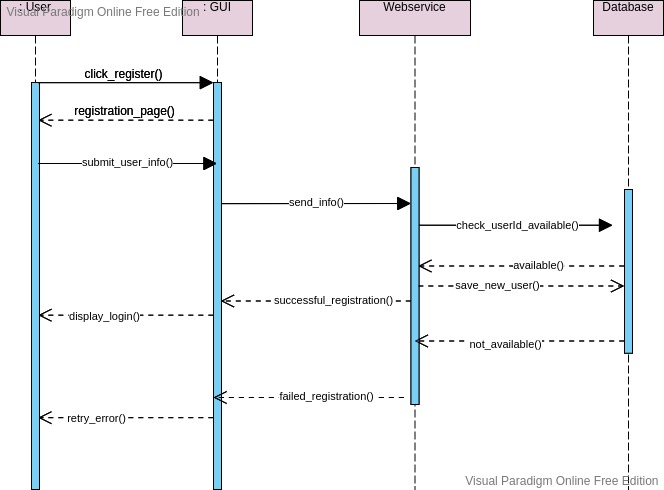 : User
: GUI
Webservice
Database
Visual Paradigm Online Free Edition
click_register()
registration_page()
submit_user_info()
send_info()
check_userId_available()
available()
save_new_user()
successful_registration()
display_login()
not_available()
failed_registration()
retry_error()
Visual Paradigm Online Free Edition